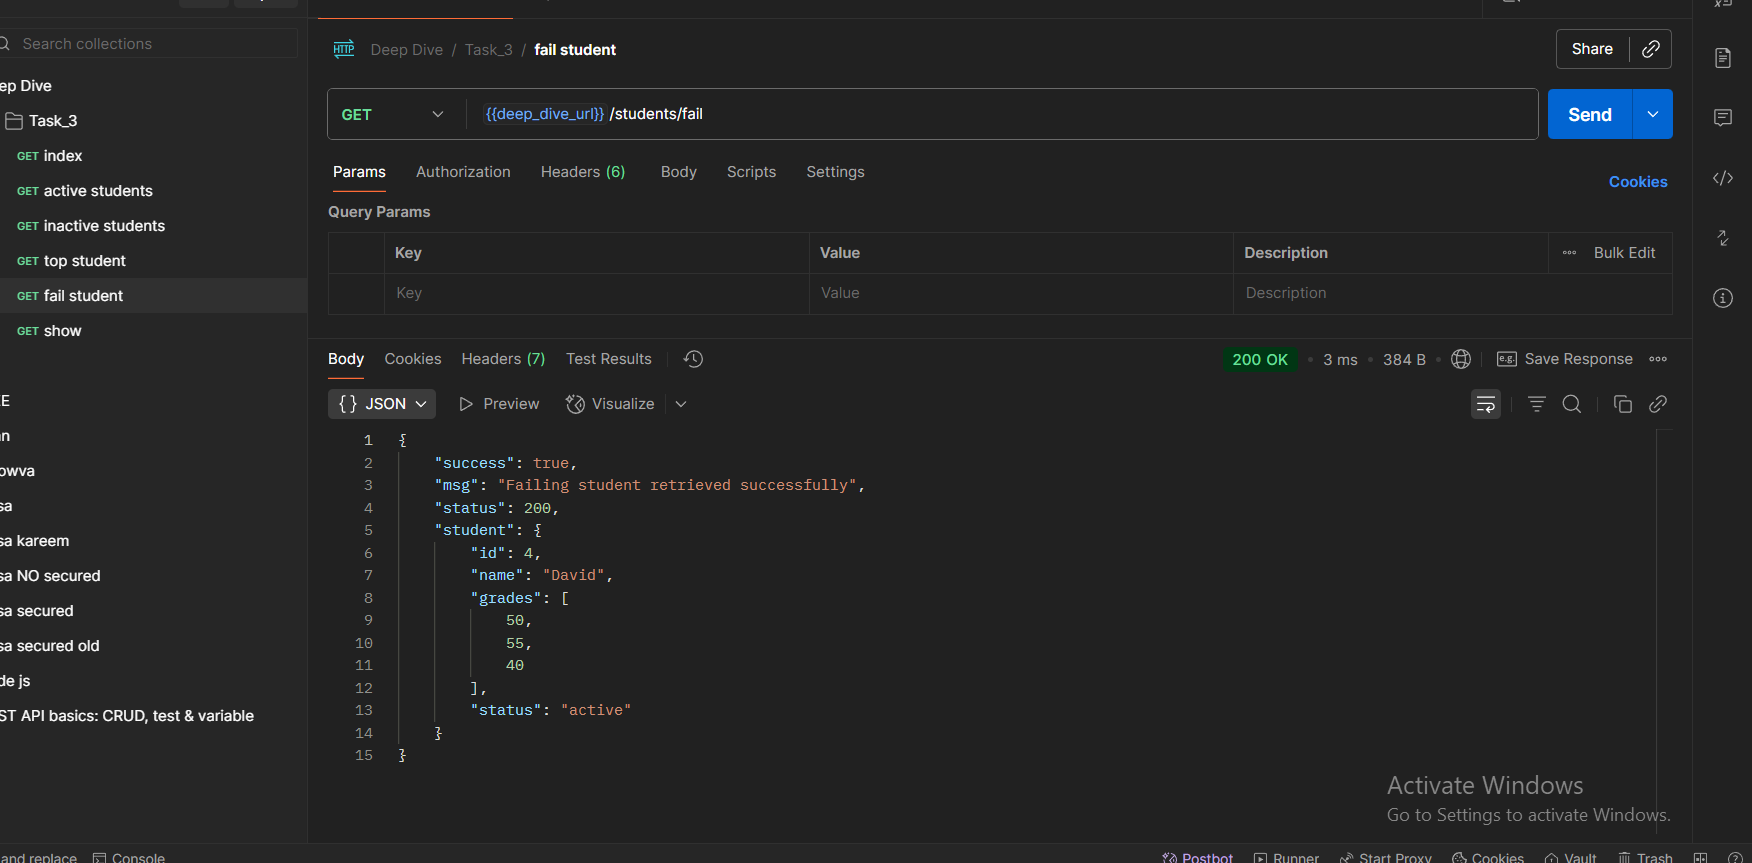 Search collections
ep Dive
Task_3
GET index
GET active students
GET inactive students
GET top student
GET fail student
GET show
E
n
owva
sa
sa kareem
sa NO secured
sa secured
sa secured old
de js
ST API basics: CRUD, test & variable
and replace
Console
HTTP Deep Dive / Task_3 / fail student
Share
GET {{deep_dive_url}} /students/fail
Send
Params Authorization Headers (6) Body Scripts Settings
Cookies
Query Params
Key Value Description Bulk Edit
Key Value Description
Body Cookies Headers (7) Test Results
200 OK 3 ms 384 B e.g. Save Response
{} JSON Preview Visualize
1 {
2 "success": true,
3 "msg": "Failing student retrieved successfully",
4 "status": 200,
5 "student": {
6 "id": 4,
7 "name": "David",
8 "grades": [
9 50,
10 55,
11 40
12 ],
13 "status": "active"
14 }
15 }
Activate Windows
Go to Settings to activate Windows.
Postbot Runner Start Proxy Cookies Vault Trash